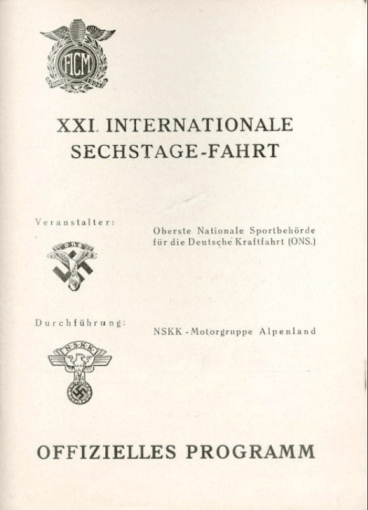 FICM
XXI. INTERNATIONALE
SECHSTAGE-FAHRT
Veranstalter:
ONS
Oberste Nationale Sportbehörde
für die Deutsche Kraftfahrt (ONS.)
Durchführung:
NSKK
NSKK-Motorgruppe Alpenland
OFFIZIELLES PROGRAMM